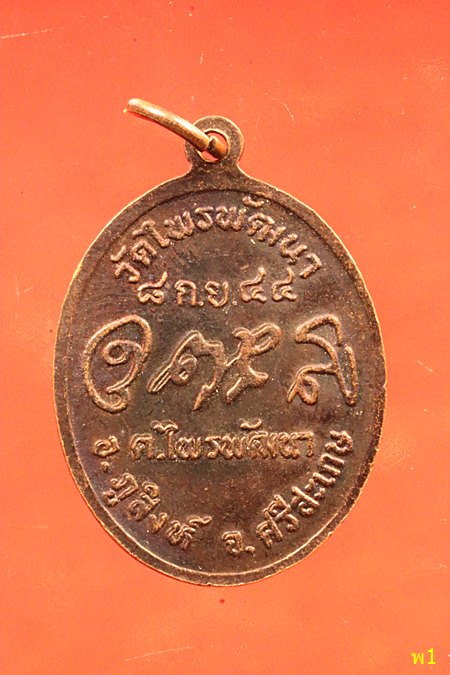 วัดไพรพัฒนา
๘ ก.ย. ๔๔
ต.ไพรพัฒนา
อ.ภูสิงห์ จ.ศรีสะเกษ
พ1